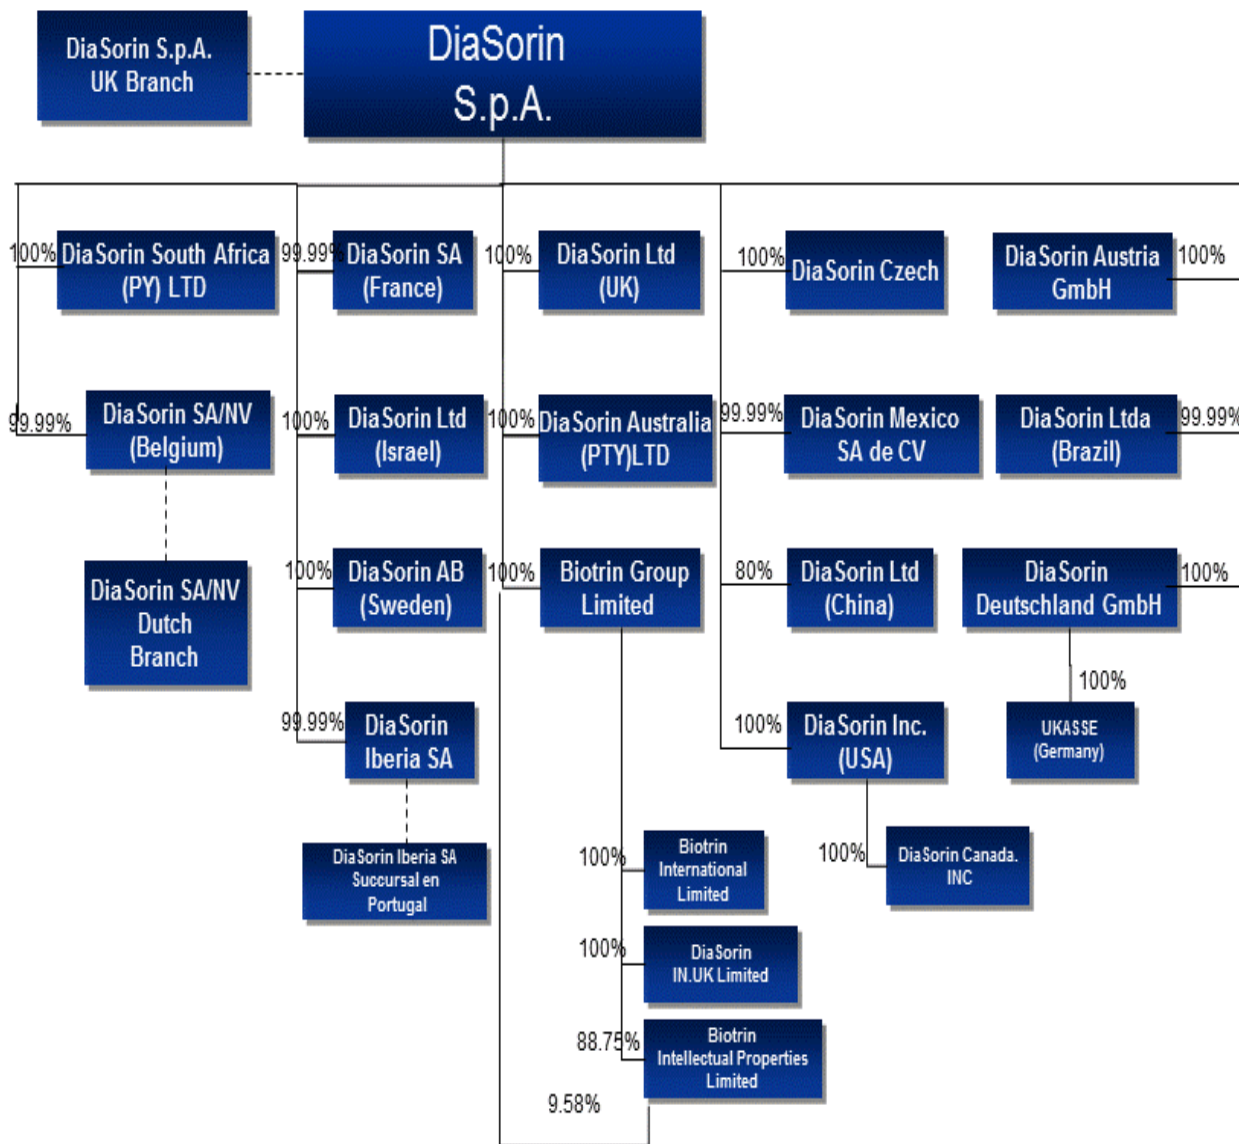 DiaSorin S.p.A.
UK Branch
DiaSorin
S.p.A.
100%
DiaSorin South Africa
(PY) LTD
99.99%
DiaSorin SA
(France)
100%
DiaSorin Ltd
(UK)
100%
DiaSorin Czech
DiaSorin Austria
GmbH
100%
99.99%
DiaSorin SA/NV
(Belgium)
100%
DiaSorin Ltd
(Israel)
100%
DiaSorin Australia
(PTY)LTD
99.99%
DiaSorin Mexico
SA de CV
DiaSorin Ltda
(Brazil)
99.99%
DiaSorin SA/NV
Dutch
Branch
100%
DiaSorin AB
(Sweden)
100%
Biotrin Group
Limited
80%
DiaSorin Ltd
(China)
DiaSorin
Deutschland GmbH
100%
99.99%
DiaSorin
Iberia SA
100%
DiaSorin Inc.
(USA)
100%
UKASSE
(Germany)
DiaSorin Iberia SA
Succursal en
Portugal
100%
Biotrin
International
Limited
100%
DiaSorin Canada.
INC
100%
DiaSorin
IN.UK Limited
88.75%
Biotrin
Intellectual Properties
Limited
9.58%